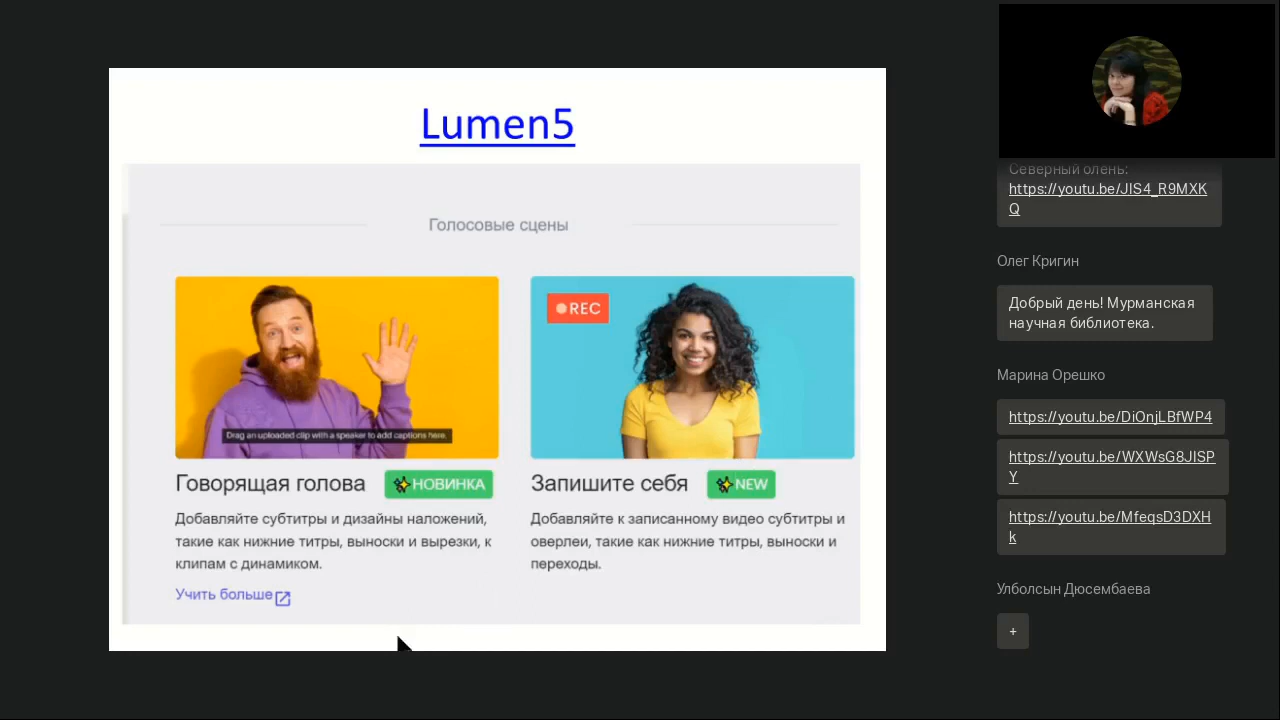 Lumen5
Голосовые сцены
REC
Drag an uploaded clip with a speaker to add captions here.
Говорящая голова
НОВИНКА
Добавляйте субтитры и дизайны наложений,
такие как нижние титры, выноски и вырезки, к
клипам с динамиком.
Учить больше
Запишите себя
NEW
Добавляйте к записанному видео субтитры и
оверлеи, такие как нижние титры, выноски и
переходы.
Северный олень:
https://youtu.be/JIS4_R9MXK
Q
Олег Кригин
Добрый день! Мурманская
научная библиотека.
Марина Орешко
https://youtu.be/DiOnjLBfWP4
https://youtu.be/WXWsG8JISP
Y
https://youtu.be/MfeqsD3DXH
k
Улболсын Дюсембаева
+